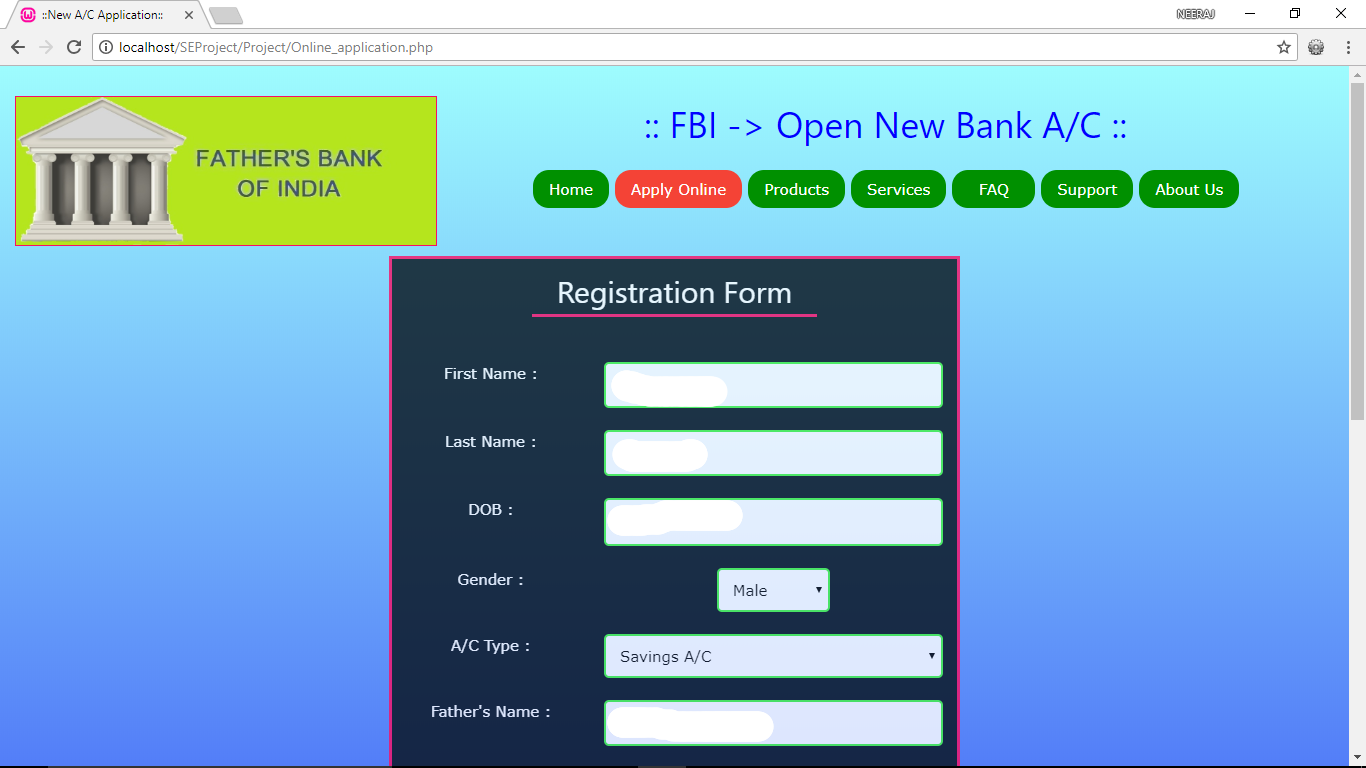 ::New A/C Application::
NEERAJ
localhost/SEProject/Project/Online_application.php
FATHER'S BANK
OF INDIA
:: FBI -> Open New Bank A/C ::
Home Apply Online Products Services FAQ Support About Us
Registration Form
First Name :
Last Name :
DOB :
Gender : Male
A/C Type : Savings A/C
Father's Name :